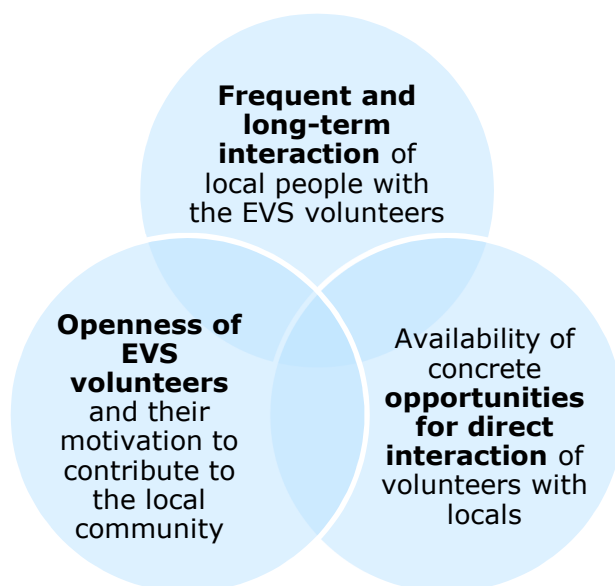 Frequent and
long-term
interaction of
local people with
the EVS volunteers
Openness of
EVS
volunteers
and their
motivation to
contribute to
the local
community
Availability of
concrete
opportunities
for direct
interaction of
volunteers with
locals